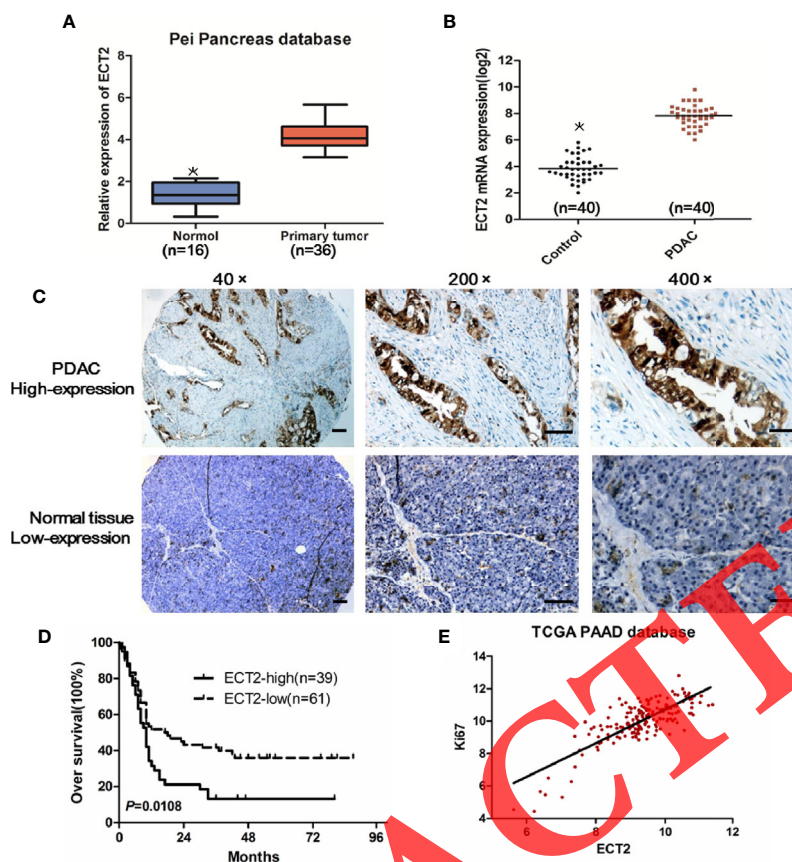 A
Pei Pancreas database
Relative expression of ECT2
8
6
4
2
0
Normol
(n=16)
Primary tumor
(n=36)
B
ECT2 mRNA expression(log2)
12
10
8
6
4
2
0
(n=40)
(n=40)
Control
PDAC
C
40 ×
200 ×
400 ×
PDAC
High-expression
Normal tissue
Low-expression
D
Over survival(100%)
100
80
60
40
20
0
ECT2-high(n=39)
ECT2-low(n=61)
P=0.0108
0
24
48
72
96
Months
E
TCGA PAAD database
Ki67
14
12
10
8
6
4
6
8
10
12
ECT2
ACTE